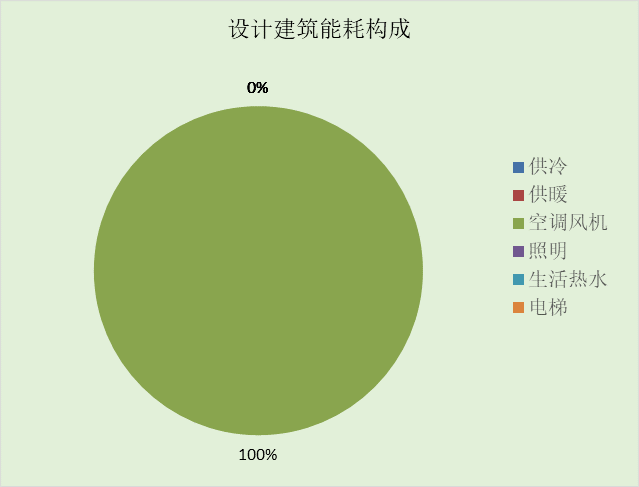 设计建筑能耗构成
0%
100%
供冷
供暖
空调风机
照明
生活热水
电梯